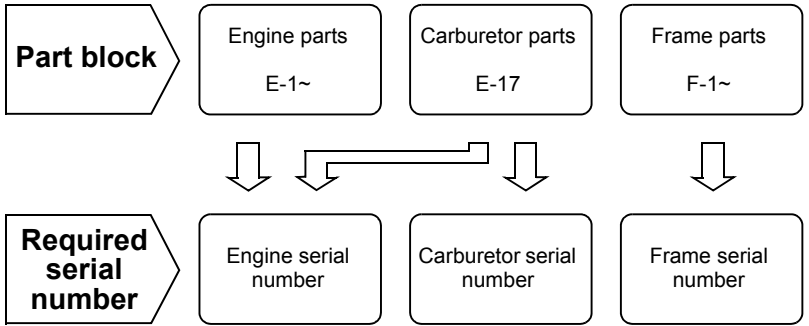 Part block
Engine parts
E-1~
Carburetor parts
E-17
Frame parts
F-1~
Required
serial
number
Engine serial
number
Carburetor serial
number
Frame serial
number